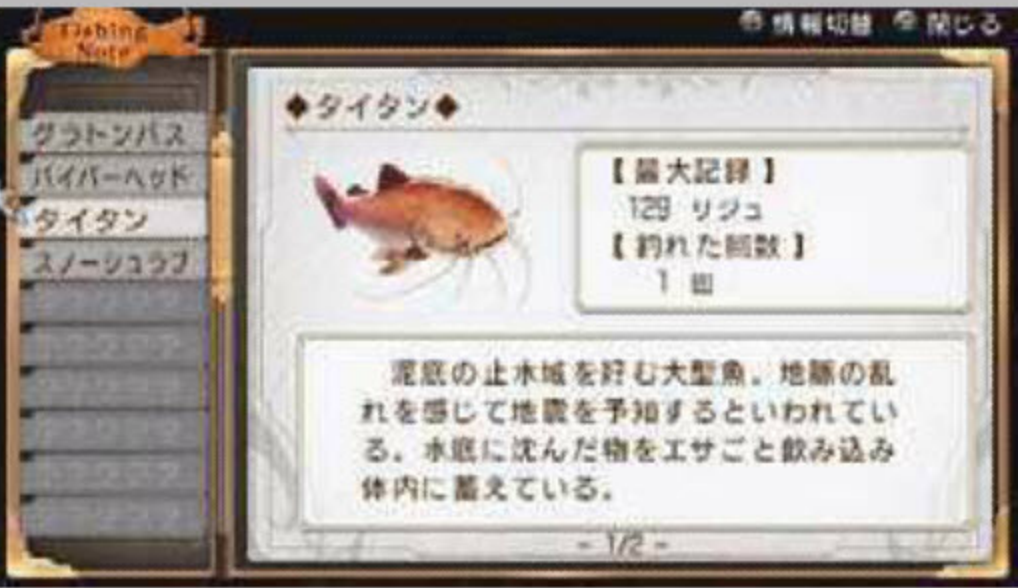 Fishing
Note
情報切替 閉じる
グラトンバス
バイパーヘッド
タイタン
スノーシュラブ
◆タイタン◆
【最大記録】
129 リジュ
【釣れた回数】
1 回
泥底の止水域を好む大型魚。地脈の乱
れを感じて地震を予知するといわれてい
る。水底に沈んだ物をエサごと飲み込み
体内に蓄えている。
- 1/2 -